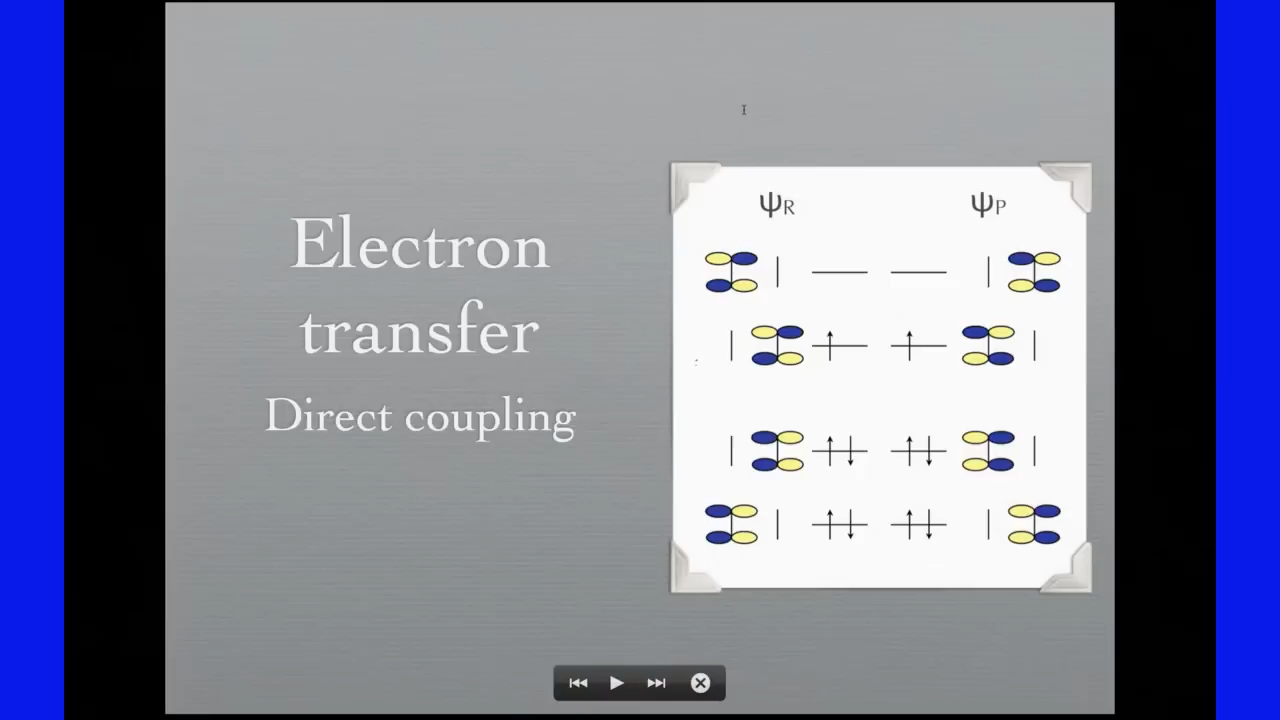 Electron
transfer
Direct coupling
ψR
ψP